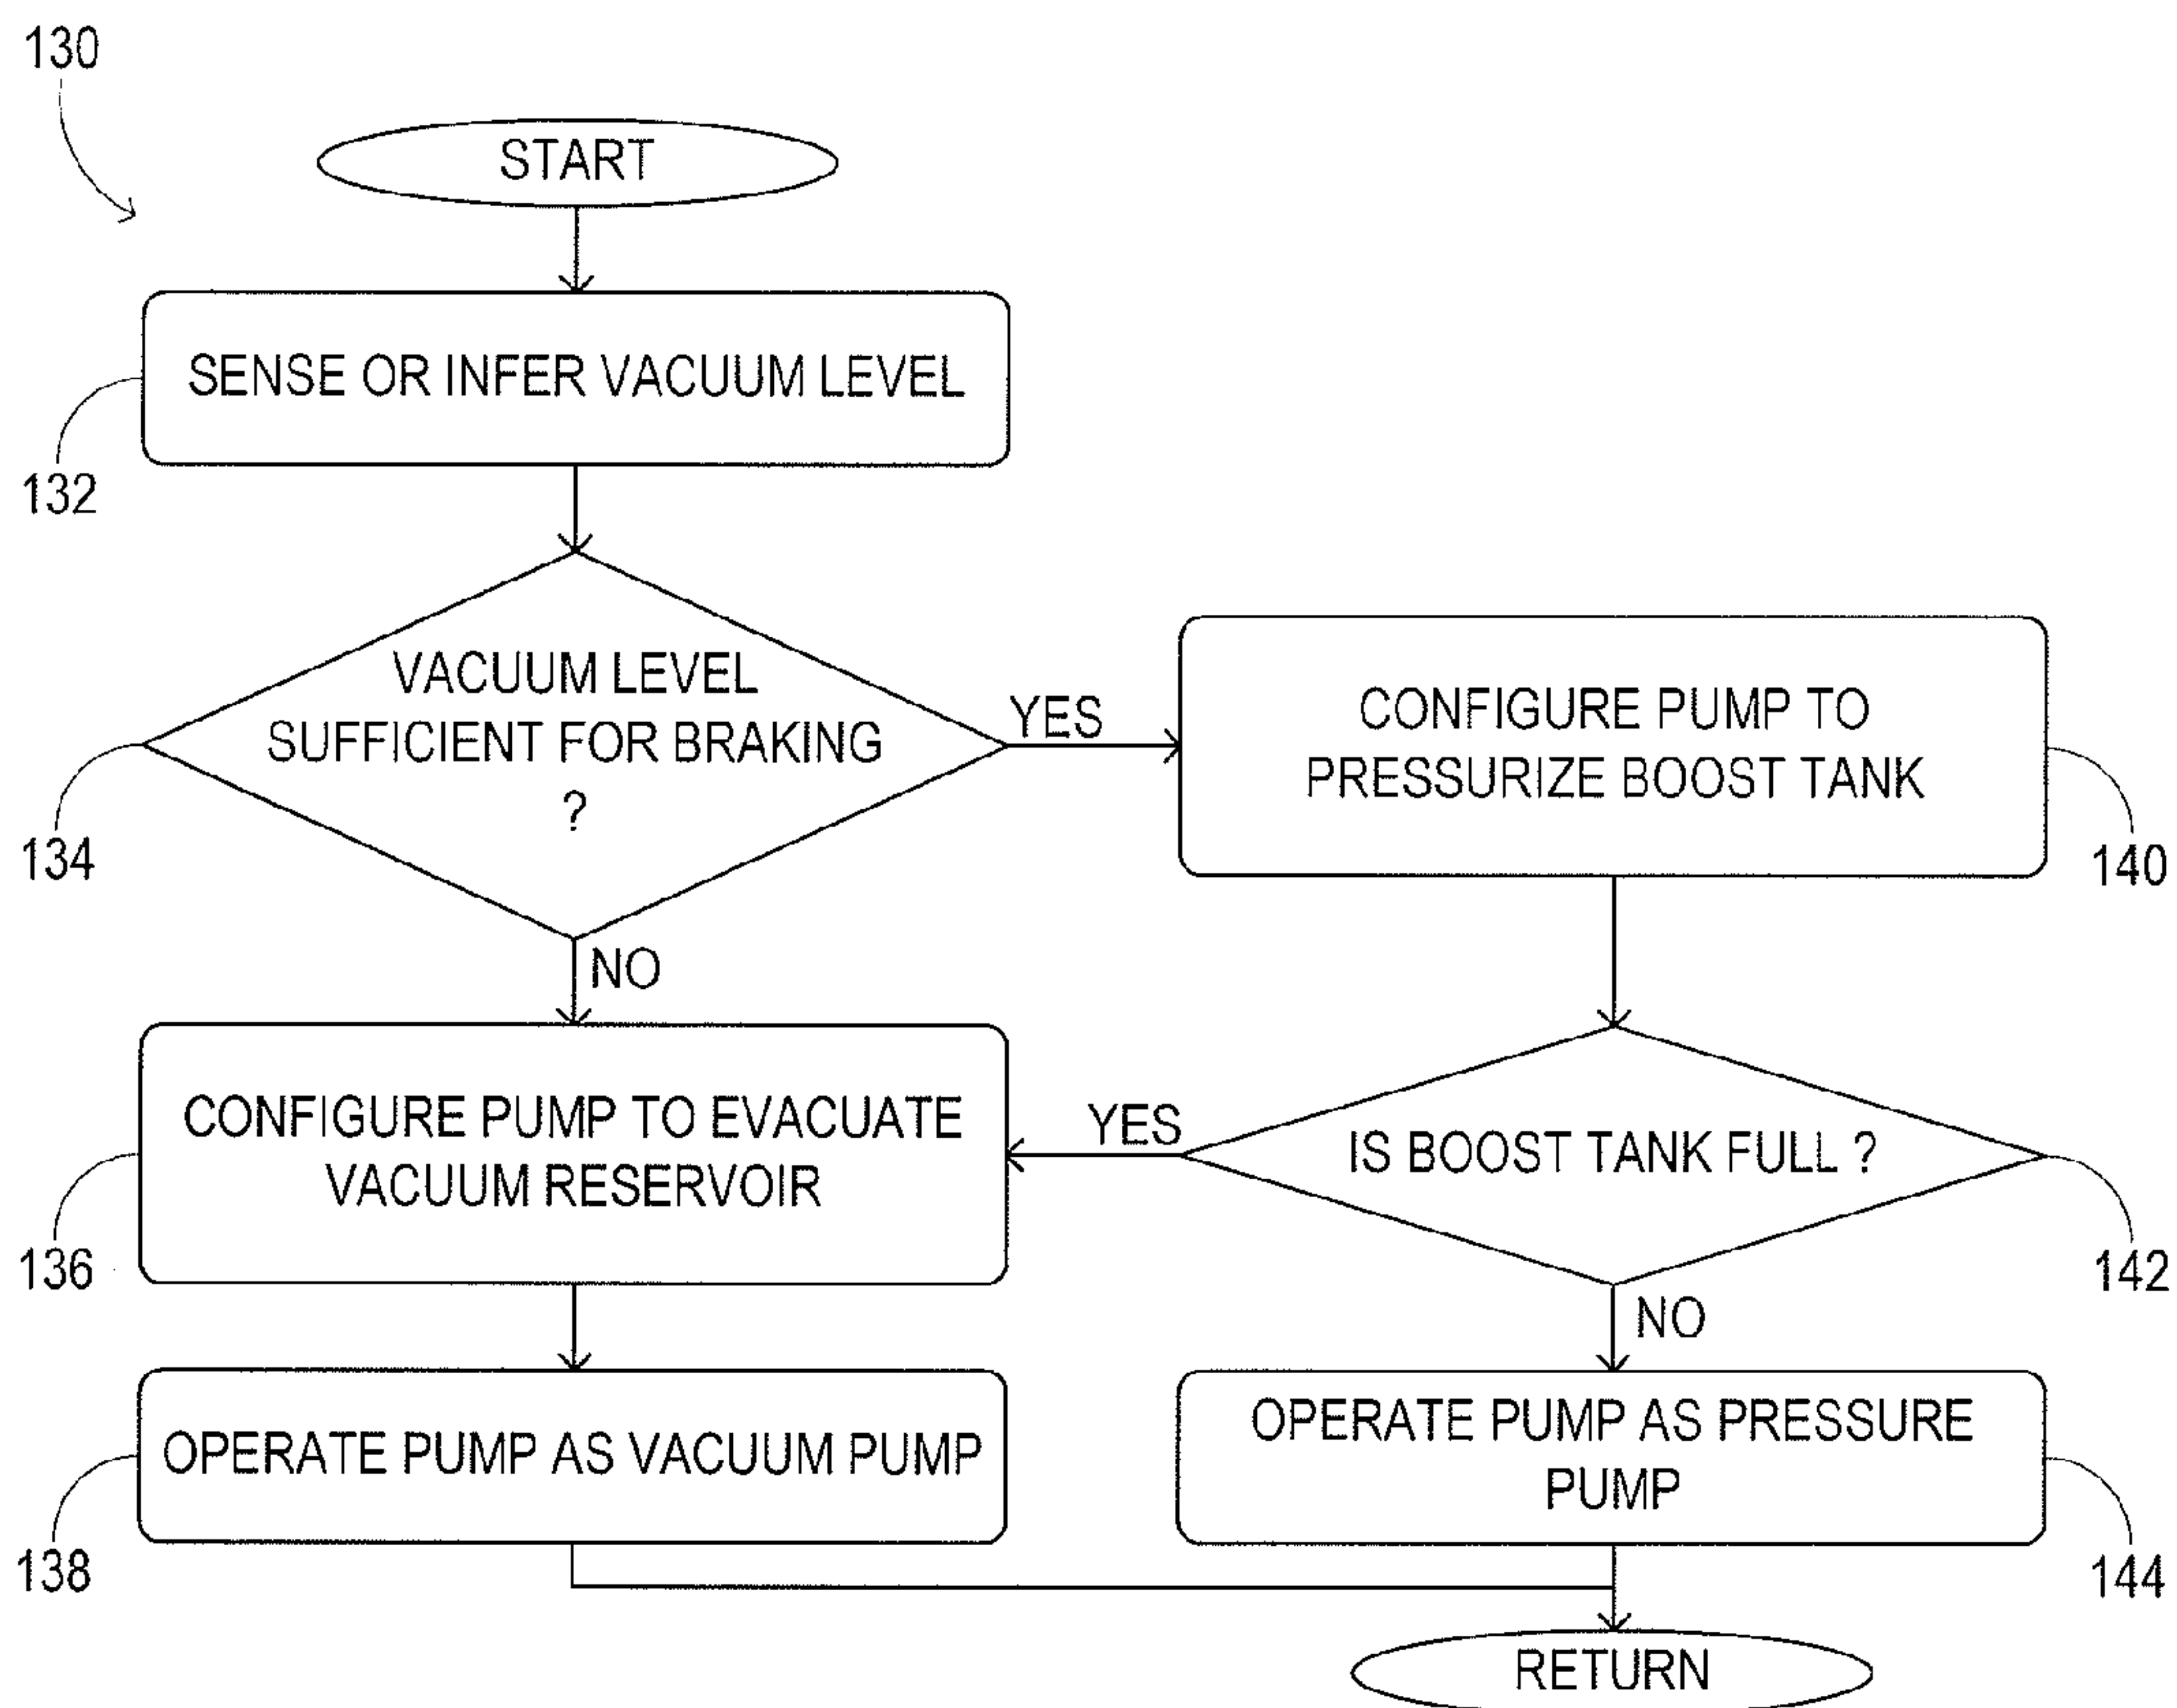 130
START
SENSE OR INFER VACUUM LEVEL
132
VACUUM LEVEL
SUFFICIENT FOR BRAKING
?
134
YES
CONFIGURE PUMP TO
PRESSURIZE BOOST TANK
140
NO
CONFIGURE PUMP TO EVACUATE
VACUUM RESERVOIR
136
YES
IS BOOST TANK FULL ?
142
NO
OPERATE PUMP AS VACUUM PUMP
138
OPERATE PUMP AS PRESSURE
PUMP
144
RETURN